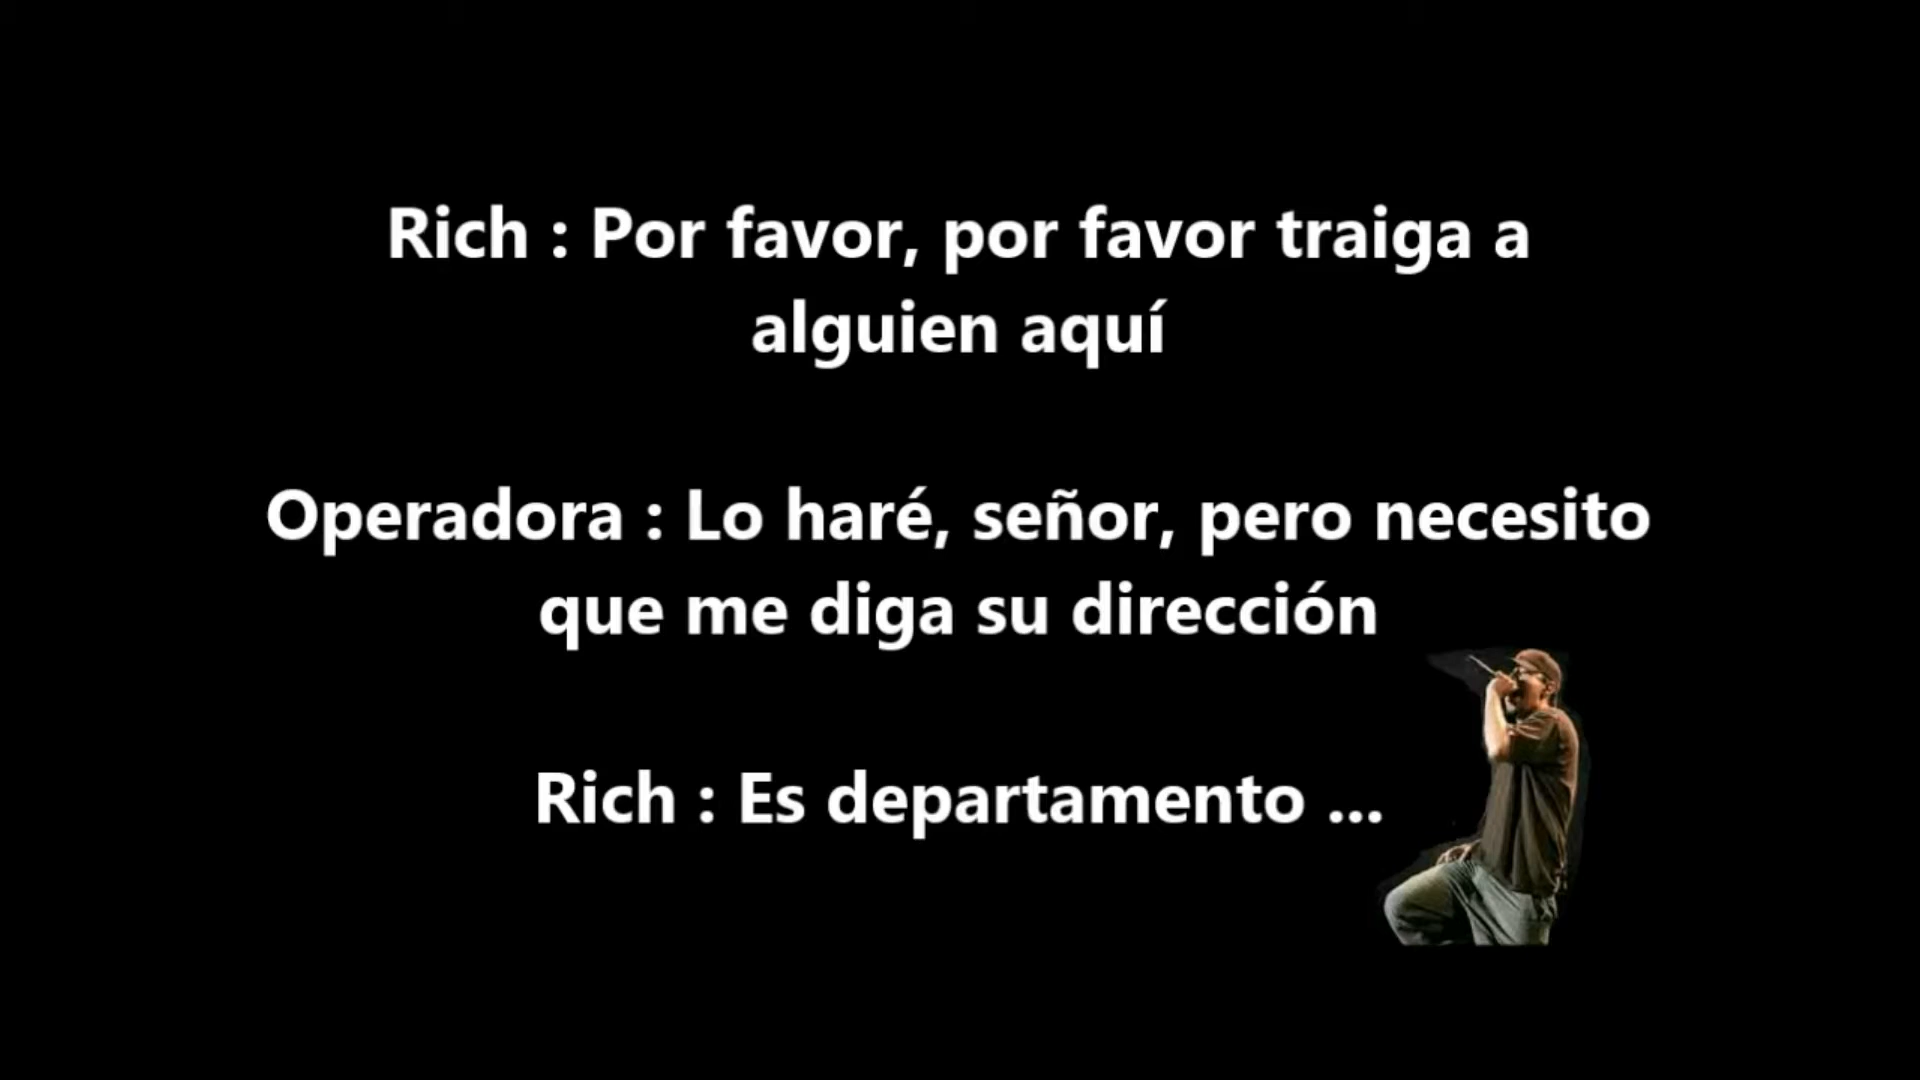 Rich : Por favor, por favor traiga a
alguien aquí
Operadora : Lo haré, señor, pero necesito
que me diga su dirección
Rich : Es departamento ...